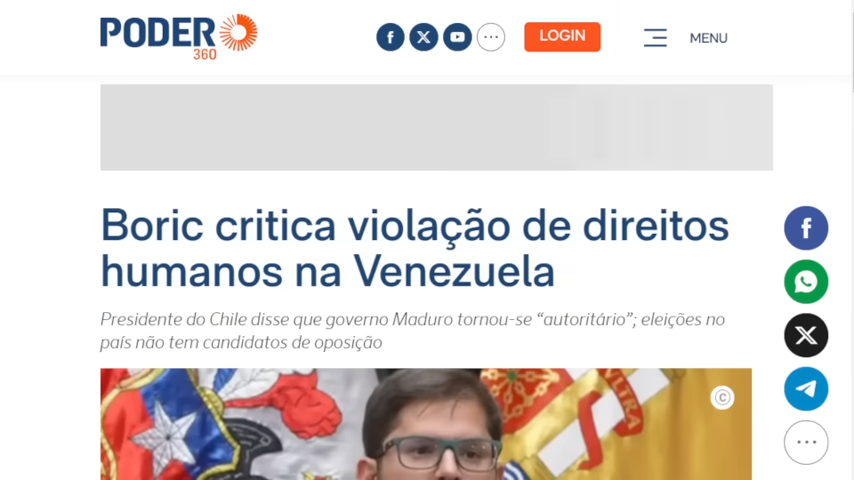 PODER
360
LOGIN
MENU
Boric critica violação de direitos
humanos na Venezuela
Presidente do Chile disse que governo Maduro tornou-se “autoritário”; eleições no
país não tem candidatos de oposição
©
ULTRA